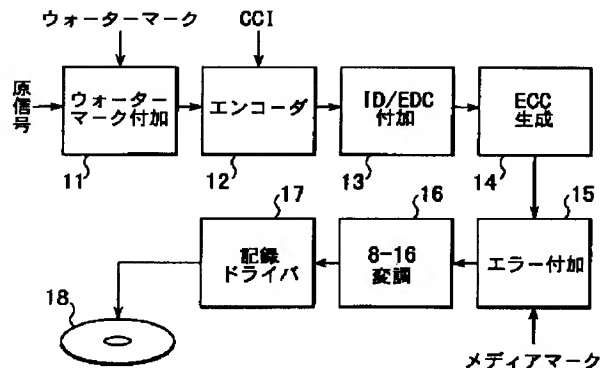 ウォーターマーク
CCI
原信号
ウォーター
マーク付加
エンコーダ
ID/EDC
付加
ECC
生成
11
12
13
14
17
16
15
記録
ドライバ
8-16
変調
エラー付加
18
メディアマーク